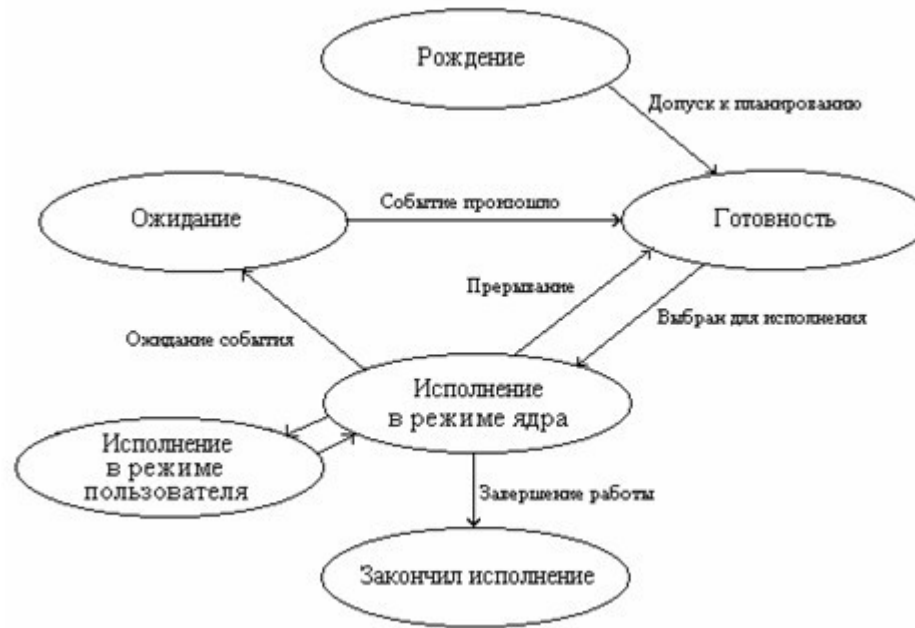 Рождение
Допуск к планированию
Ожидание
Событие произошло
Готовность
Прерывание
Выбран для исполнения
Ожидание события
Исполнение
в режиме ядра
Исполнение
в режиме
пользователя
Завершение работы
Закончил исполнение